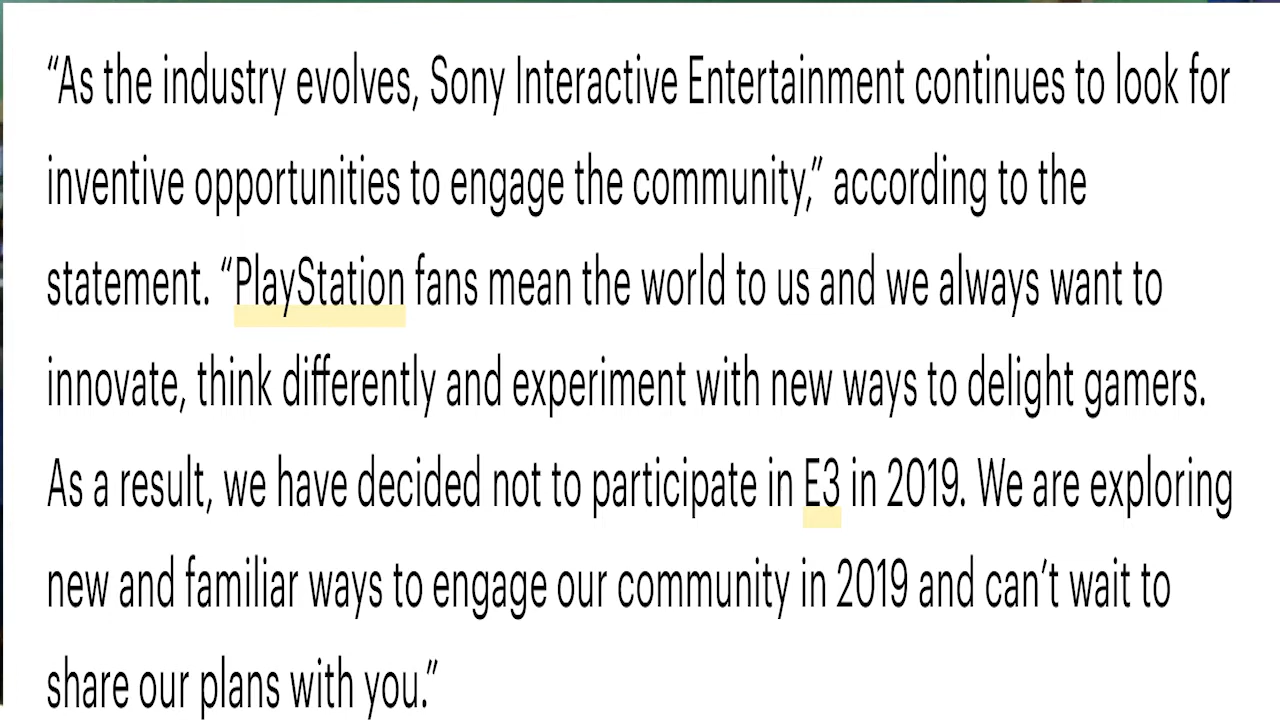 “As the industry evolves, Sony Interactive Entertainment continues to look for
inventive opportunities to engage the community,” according to the
statement. “PlayStation fans mean the world to us and we always want to
innovate, think differently and experiment with new ways to delight gamers.
As a result, we have decided not to participate in E3 in 2019. We are exploring
new and familiar ways to engage our community in 2019 and can’t wait to
share our plans with you.”